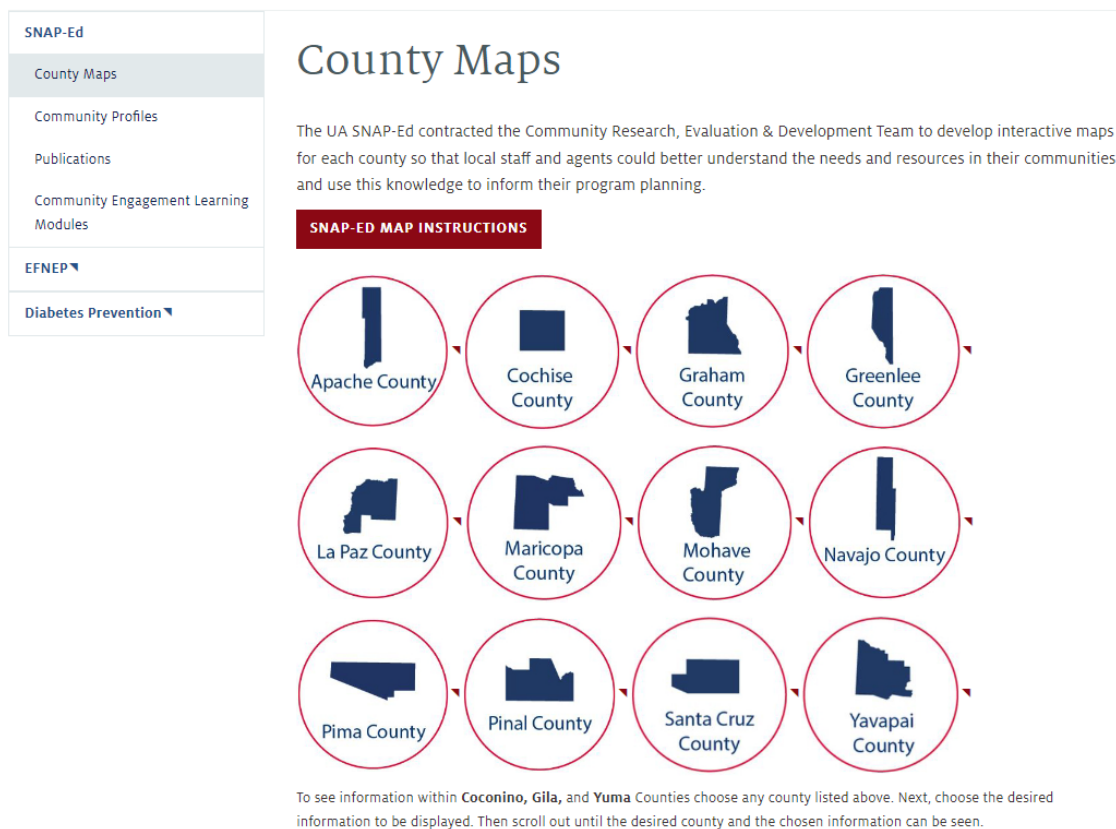 SNAP-Ed
County Maps
Community Profiles
Publications
Community Engagement Learning
Modules
EFNEP
Diabetes Prevention
County Maps
The UA SNAP-Ed contracted the Community Research, Evaluation & Development Team to develop interactive maps
for each county so that local staff and agents could better understand the needs and resources in their communities
and use this knowledge to inform their program planning.
SNAP-ED MAP INSTRUCTIONS
Apache County
Cochise
County
Graham
County
Greenlee
County
La Paz County
Maricopa
County
Mohave
County
Navajo County
Pima County
Pinal County
Santa Cruz
County
Yavapai
County
To see information within Coconino, Gila, and Yuma Counties choose any county listed above. Next, choose the desired
information to be displayed. Then scroll out until the desired county and the chosen information can be seen.